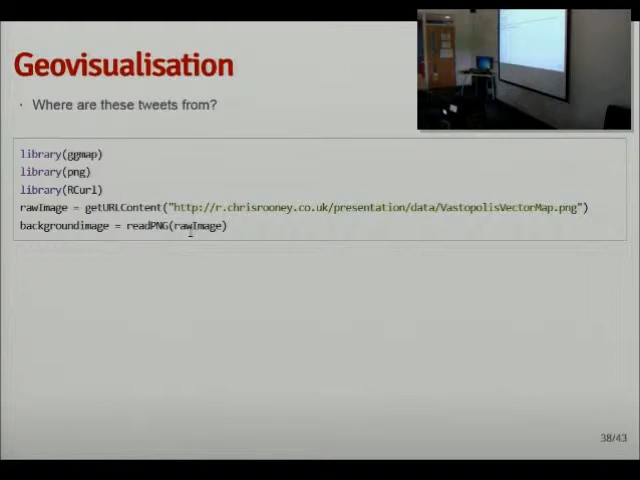 Geovisualisation
· Where are these tweets from?
library(ggmap)
library(png)
library(RCurl)
rawImage = getURLContent("http://r.chrisrooney.co.uk/presentation/data/VastopolisVectorMap.png")
backgroundimage = readPNG(rawImage)
38/43